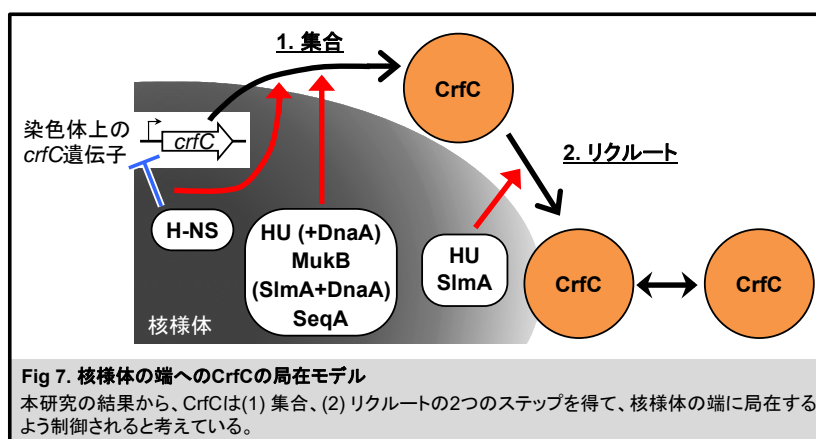 1. 集合
CrfC
染色体上の
crfC遺伝子
crfC
2. リクルート
H-NS
HU (+DnaA)
MukB
(SlmA+DnaA)
SeqA
HU
SlmA
CrfC
CrfC
核様体
Fig 7. 核様体の端へのCrfCの局在モデル
本研究の結果から、CrfCは(1) 集合、(2) リクルートの2つのステップを得て、核様体の端に局在する
よう制御されると考えている。